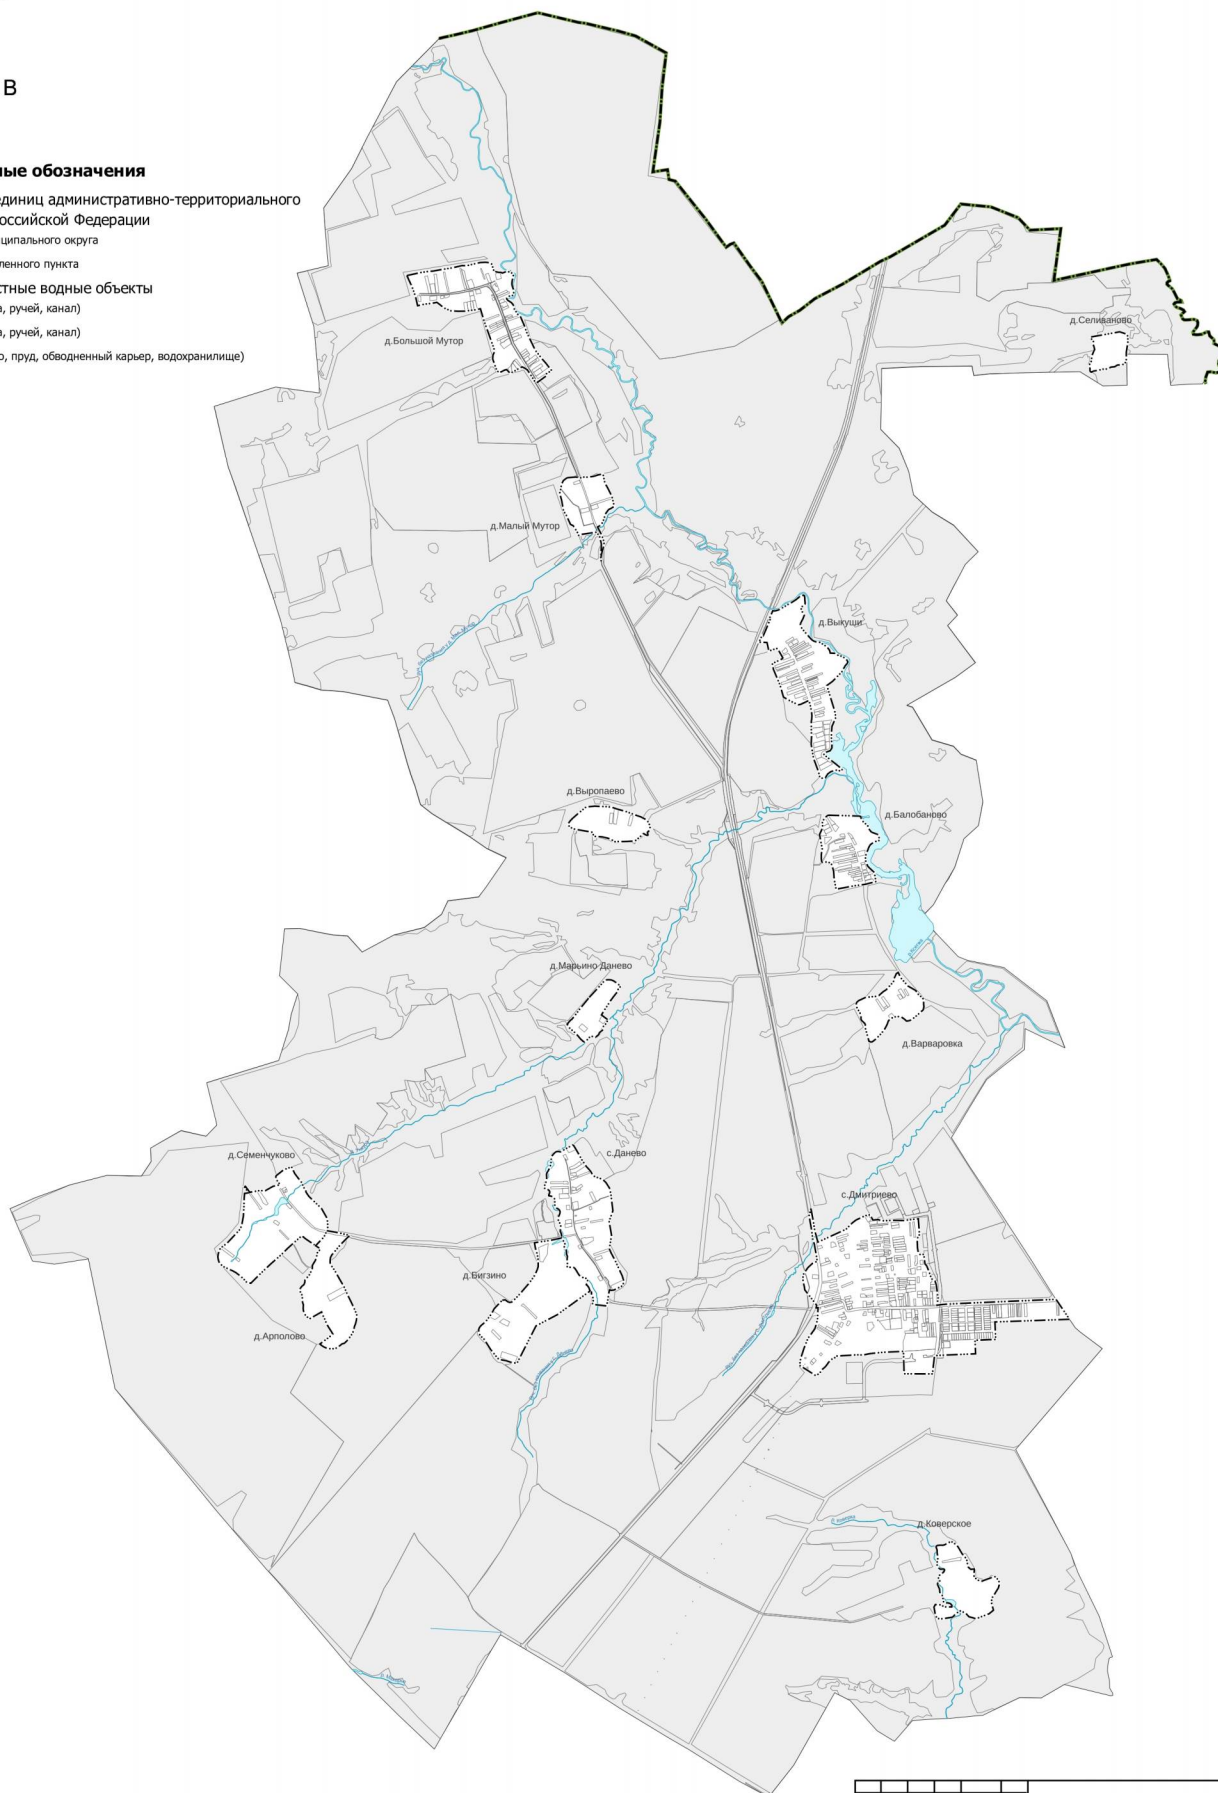 В
ные обозначения
единиц административно-территориального
оссийской Федерации
ципального округа
ленного пункта
стные водные объекты
а, ручей, канал)
а, ручей, канал)
о, пруд, обводненный карьер, водохранилище)
д.Селиваново
д.Большой Мутор
д.Малый Мутор
д.Выкущи
д.Выропаево
д.Балобаново
д.Марьино Данево
д.Варваровка
д.Семенчуково
с.Данево
с.Дмитриево
д.Бигзино
д.Арполово
д.Коверское